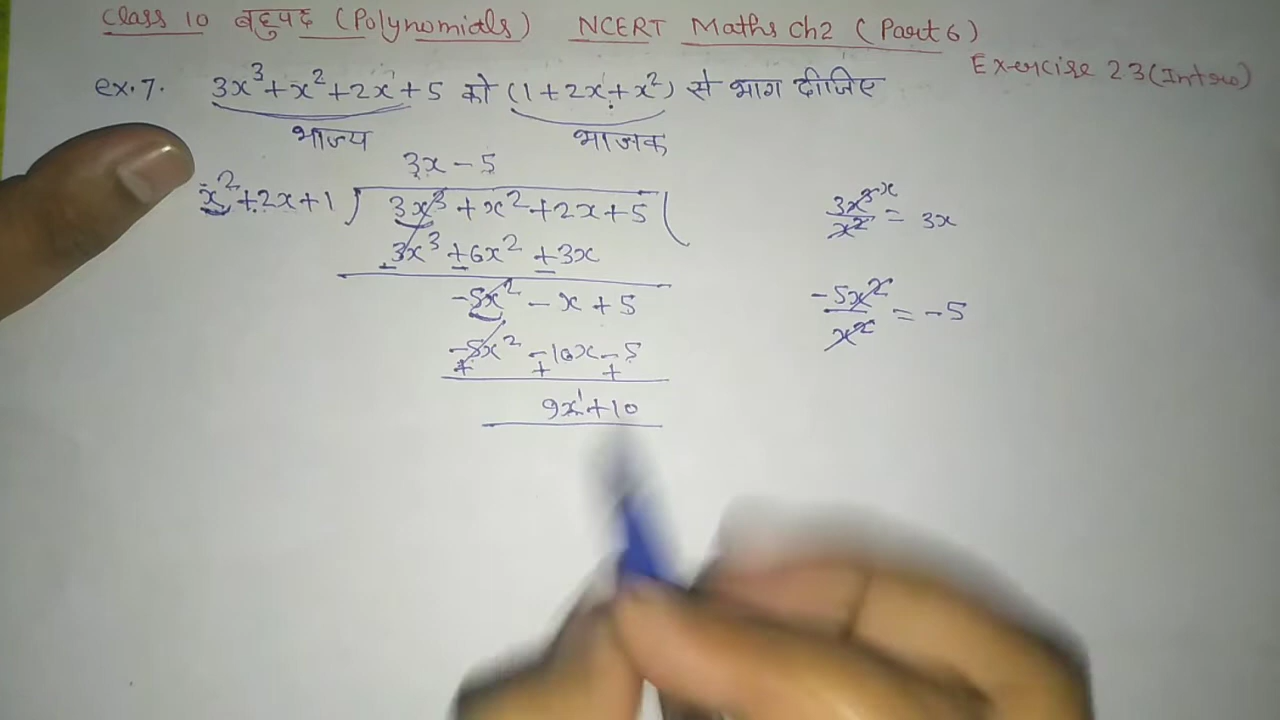 Class 10 बहुपद (Polynomials) NCERT Maths Ch2 (Part 6)
Exercise 2 3 (Intro)
ex.7. 3x³+x²+2x+5 को (1+2x+x²) से भाग दीजिए
भाज्य भाजक
3x - 5
x²+2x+1 ) 3x³+x²+2x+5 (
3x³+6x²+3x
-5x² - x + 5
-5x² -10x - 5
+ + +
9x+10
3x³/x² = 3x
-5x²/x² = -5